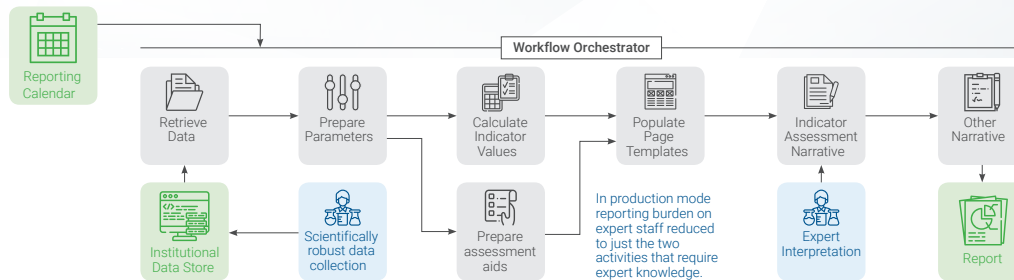 Workflow Orchestrator
Reporting
Calendar
Retrieve
Data
Prepare
Parameters
Calculate
Indicator
Values
Populate
Page
Templates
Indicator
Assessment
Narrative
Other
Narrative
Institutional
Data Store
Scientifically
robust data
collection
Prepare
assessment
aids
In production mode
reporting burden on
expert staff reduced
to just the two
activities that require
expert knowledge.
Expert
Interpretation
Report